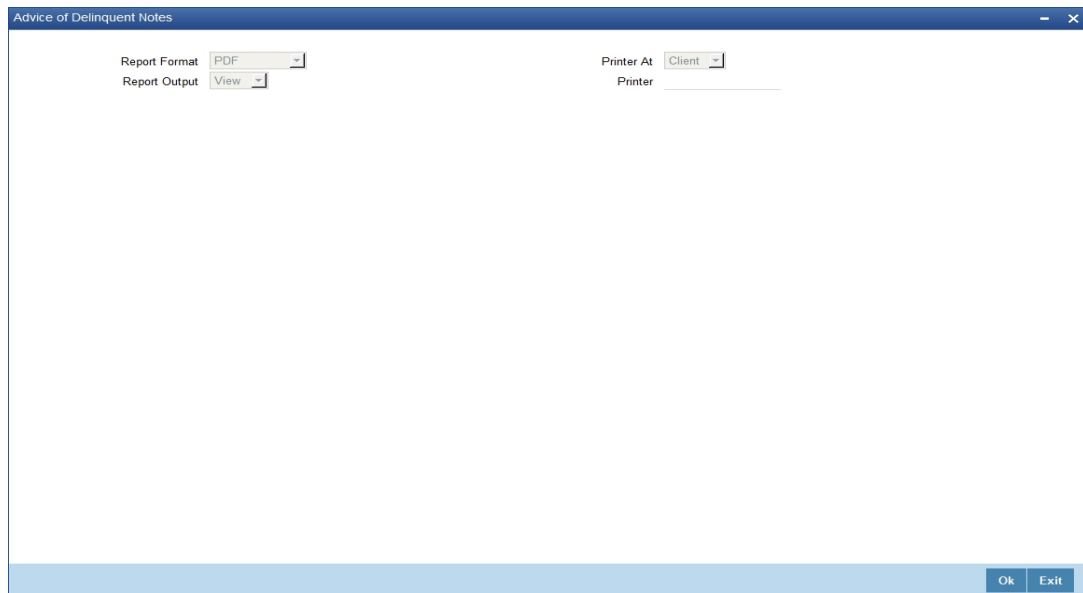 Advice of Delinquent Notes
Report Format PDF Printer At Client
Report Output View Printer
Ok Exit